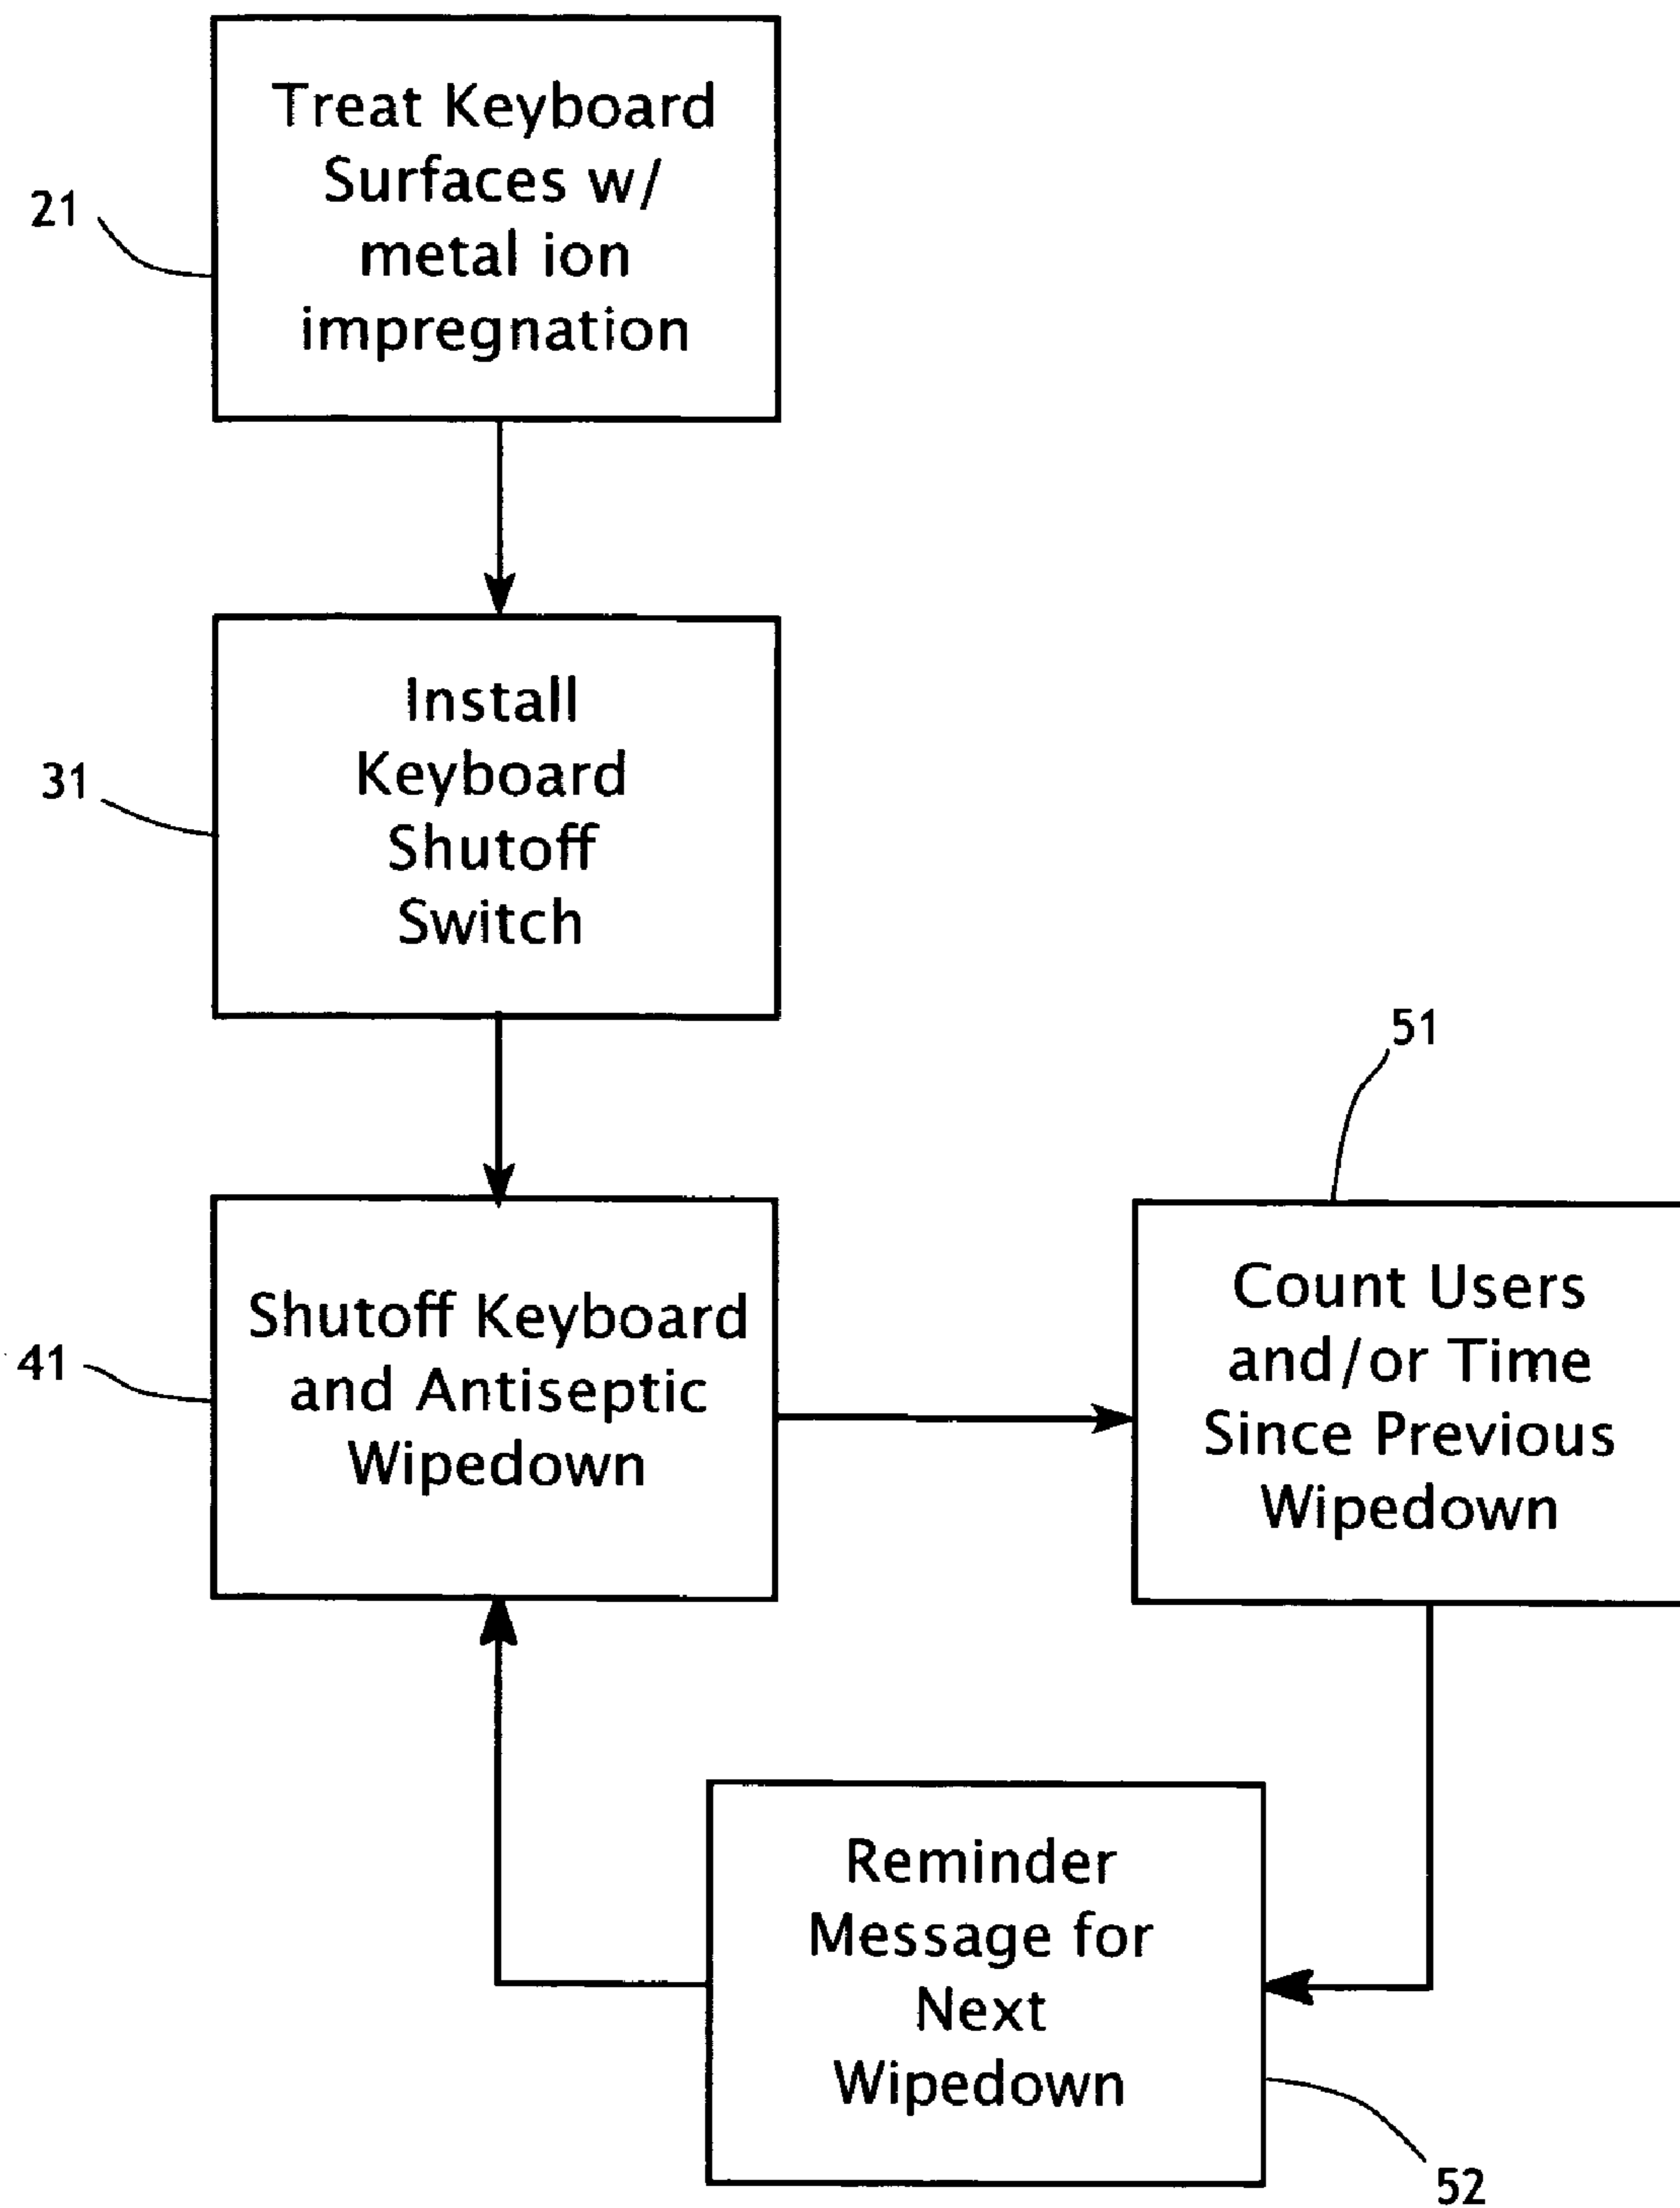 Treat Keyboard
Surfaces w/
metal ion
impregnation
21
Install
Keyboard
Shutoff
Switch
31
Shutoff Keyboard
and Antiseptic
Wipedown
41
51
Count Users
and/or Time
Since Previous
Wipedown
Reminder
Message for
Next
Wipedown
52